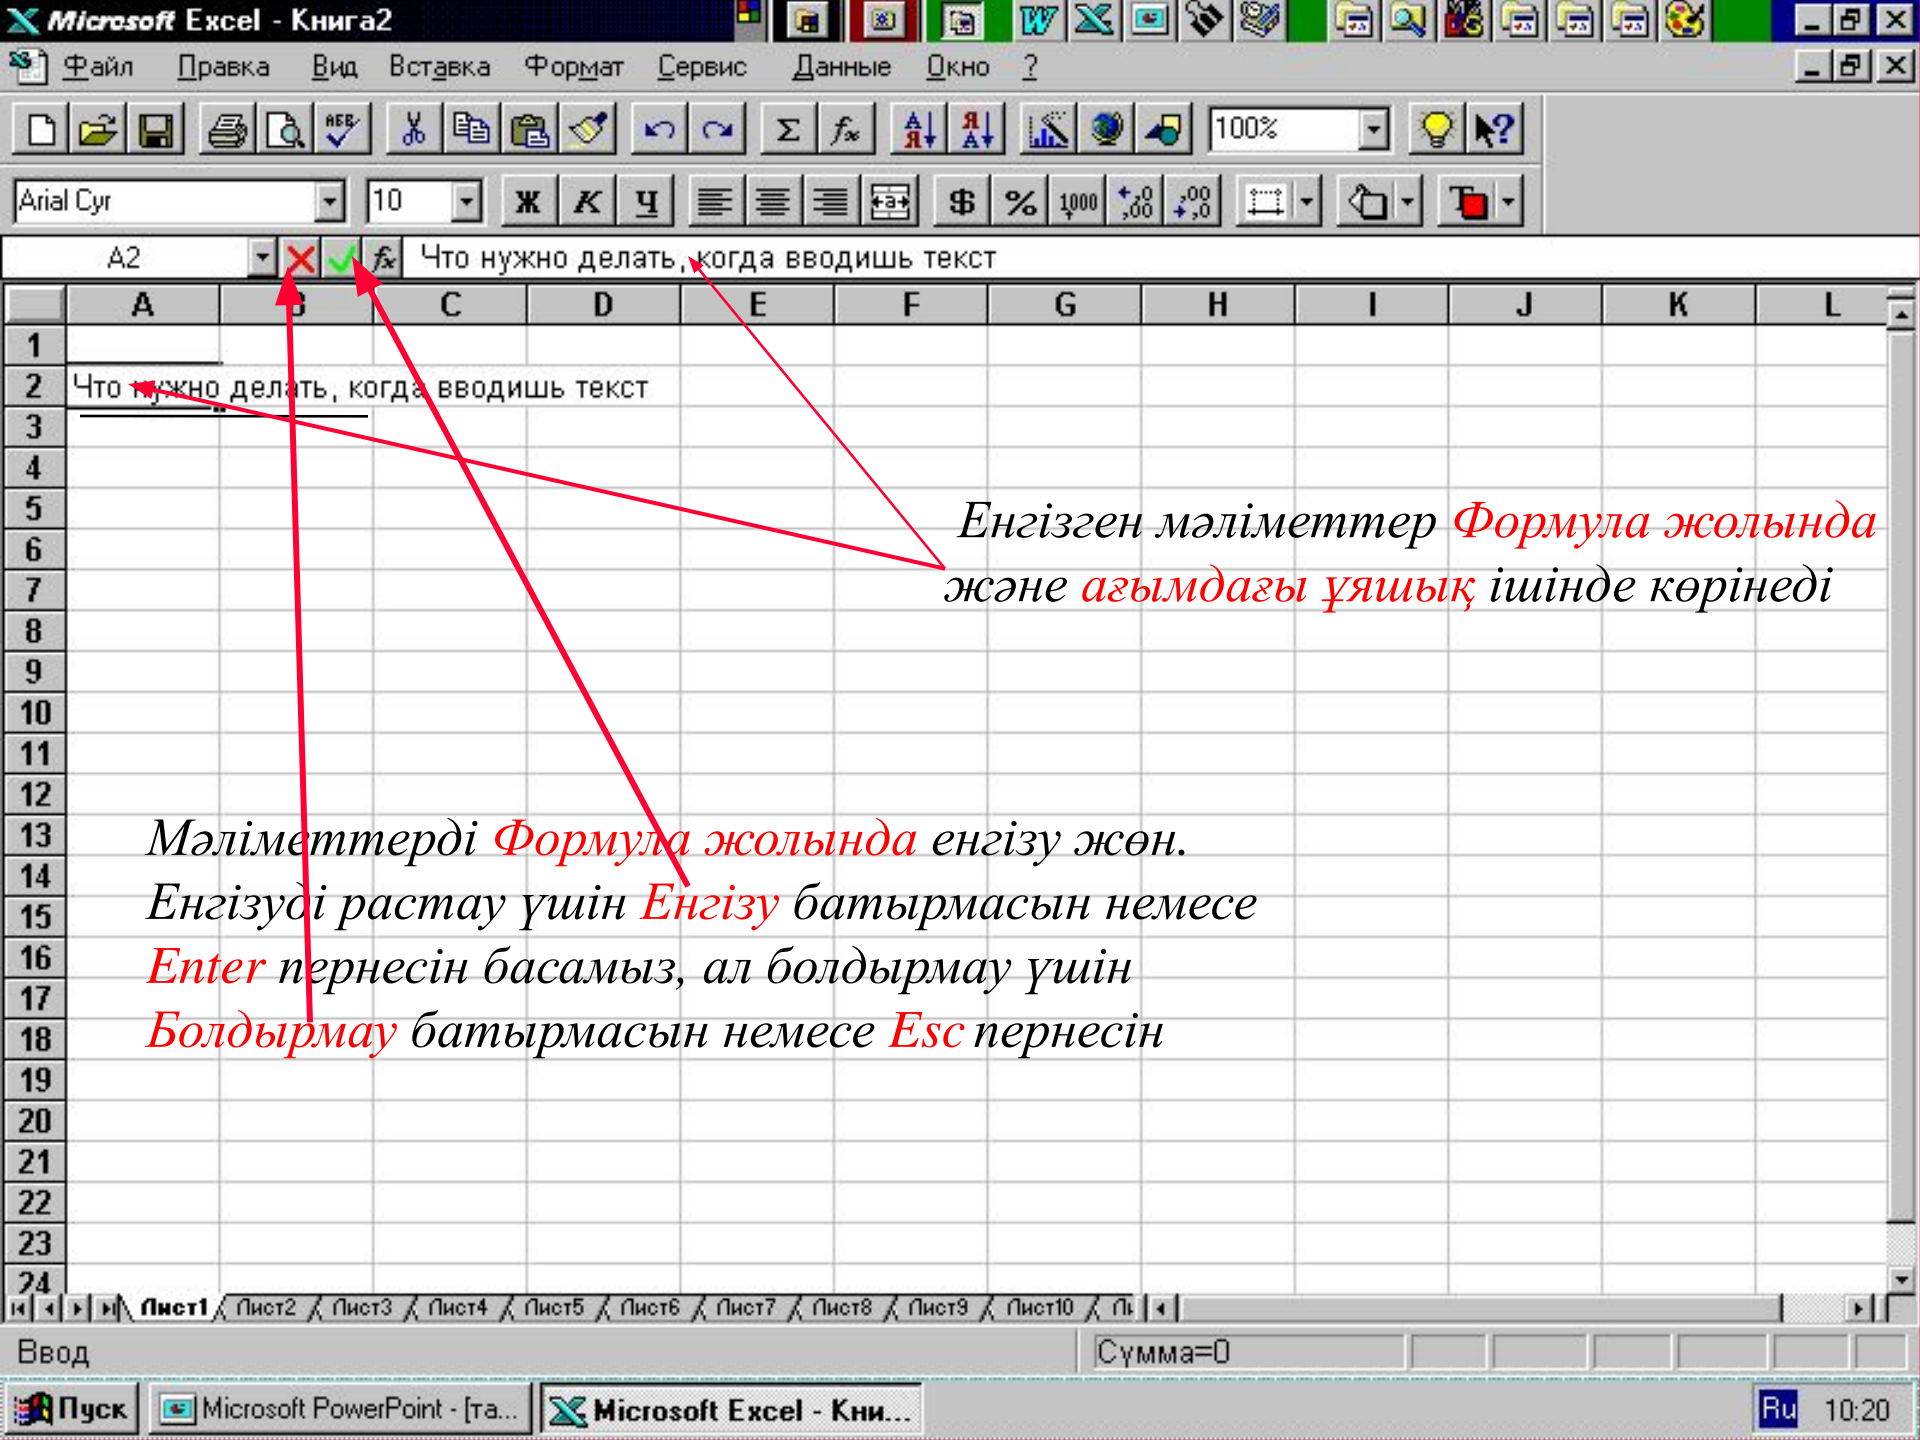 Microsoft Excel - Книга2
Файл Правка Вид Вставка Формат Сервис Данные Окно ?
100%
Arial Cyr 10 Ж К Ч $ % 1000
A2 fx Что нужно делать, когда вводишь текст
A B C D E F G H I J K L
1
2 Что нужно делать, когда вводишь текст
3
4
5
Енгізген мәліметтер Формула жолында
6
7
және ағымдағы ұяшық ішінде көрінеді
8
9
10
11
12
13
Мәліметтерді Формула жолында енгізу жөн.
14
15
Енгізуді растау үшін Енгізу батырмасын немесе
16
Enter пернесін басамыз, ал болдырмау үшін
17
18
Болдырмау батырмасын немесе Esc пернесін
19
20
21
22
23
24
Лист1 Лист2 Лист3 Лист4 Лист5 Лист6 Лист7 Лист8 Лист9 Лист10
Ввод Сумма=0
Пуск Microsoft PowerPoint - [та... Microsoft Excel - Кни... Ru 10:20